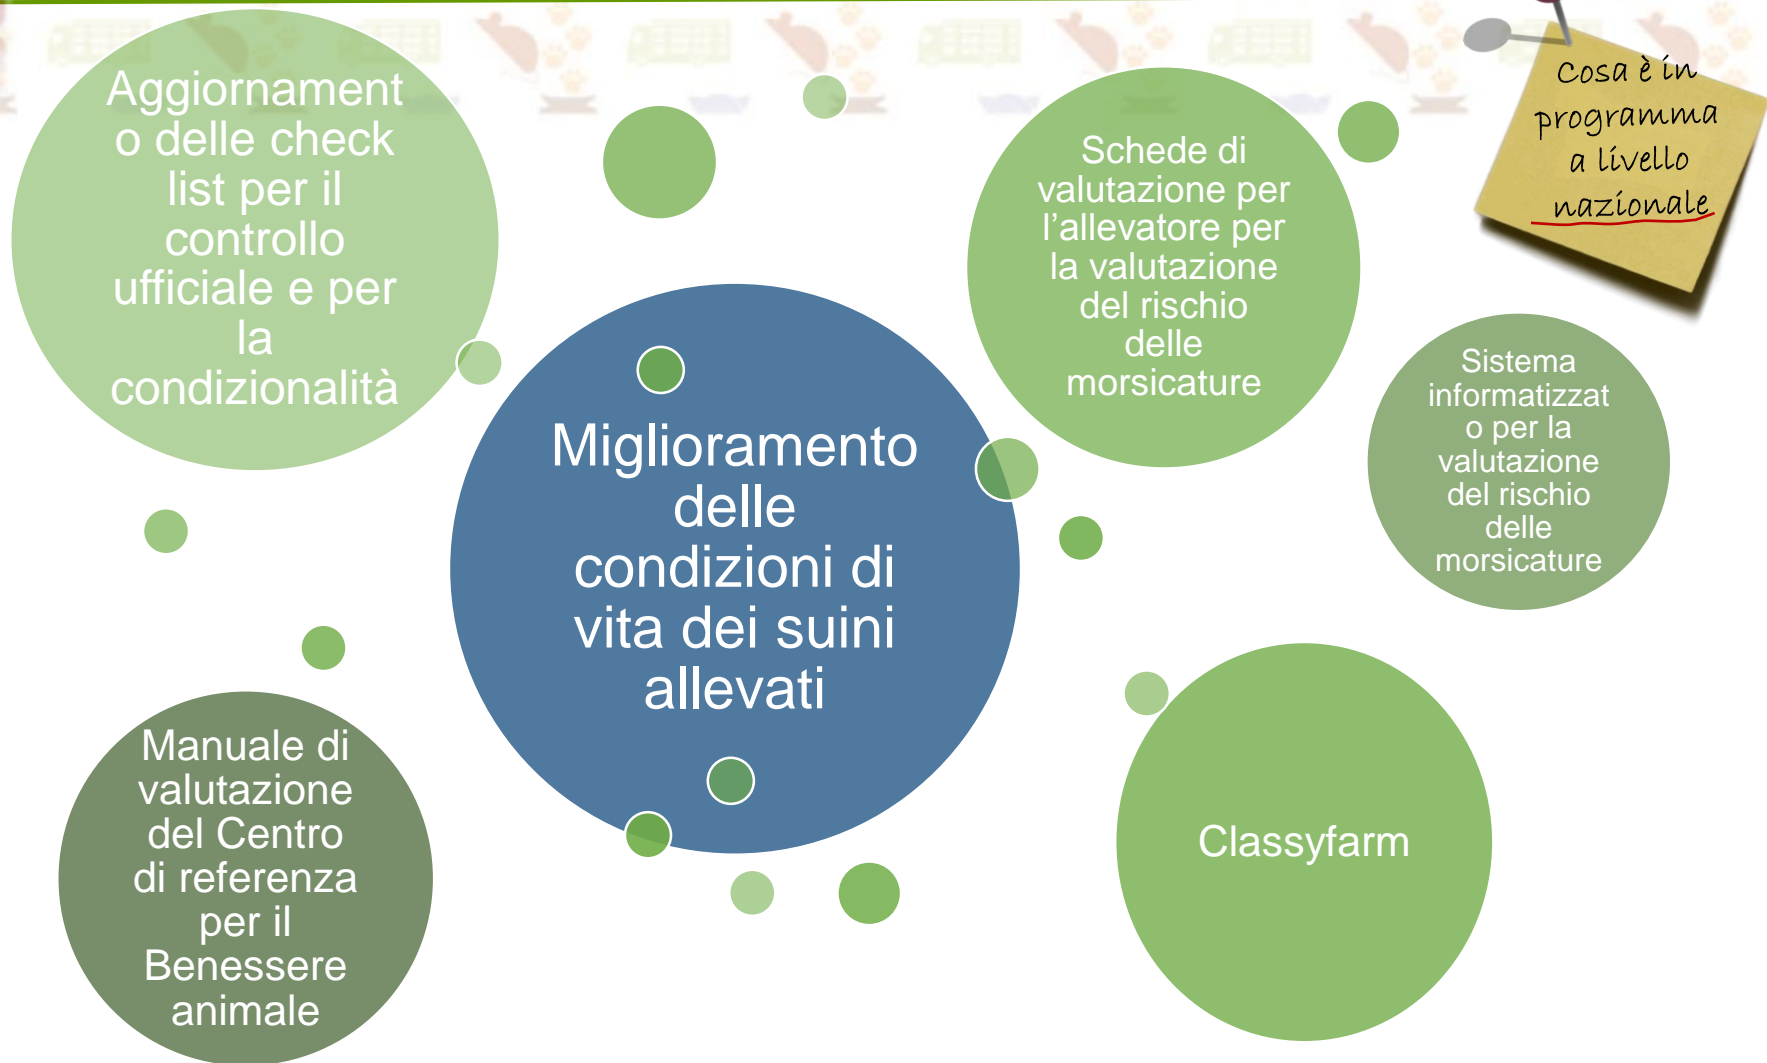 Aggiornament
o delle check
list per il
controllo
ufficiale e per
la
condizionalità
Schede di
valutazione per
l’allevatore per
la valutazione
del rischio
delle
morsicature
Cosa è in
programma
a livello
nazionale
Sistema
informatizzat
o per la
valutazione
del rischio
delle
morsicature
Miglioramento
delle
condizioni di
vita dei suini
allevati
Manuale di
valutazione
del Centro
di referenza
per il
Benessere
animale
Classyfarm